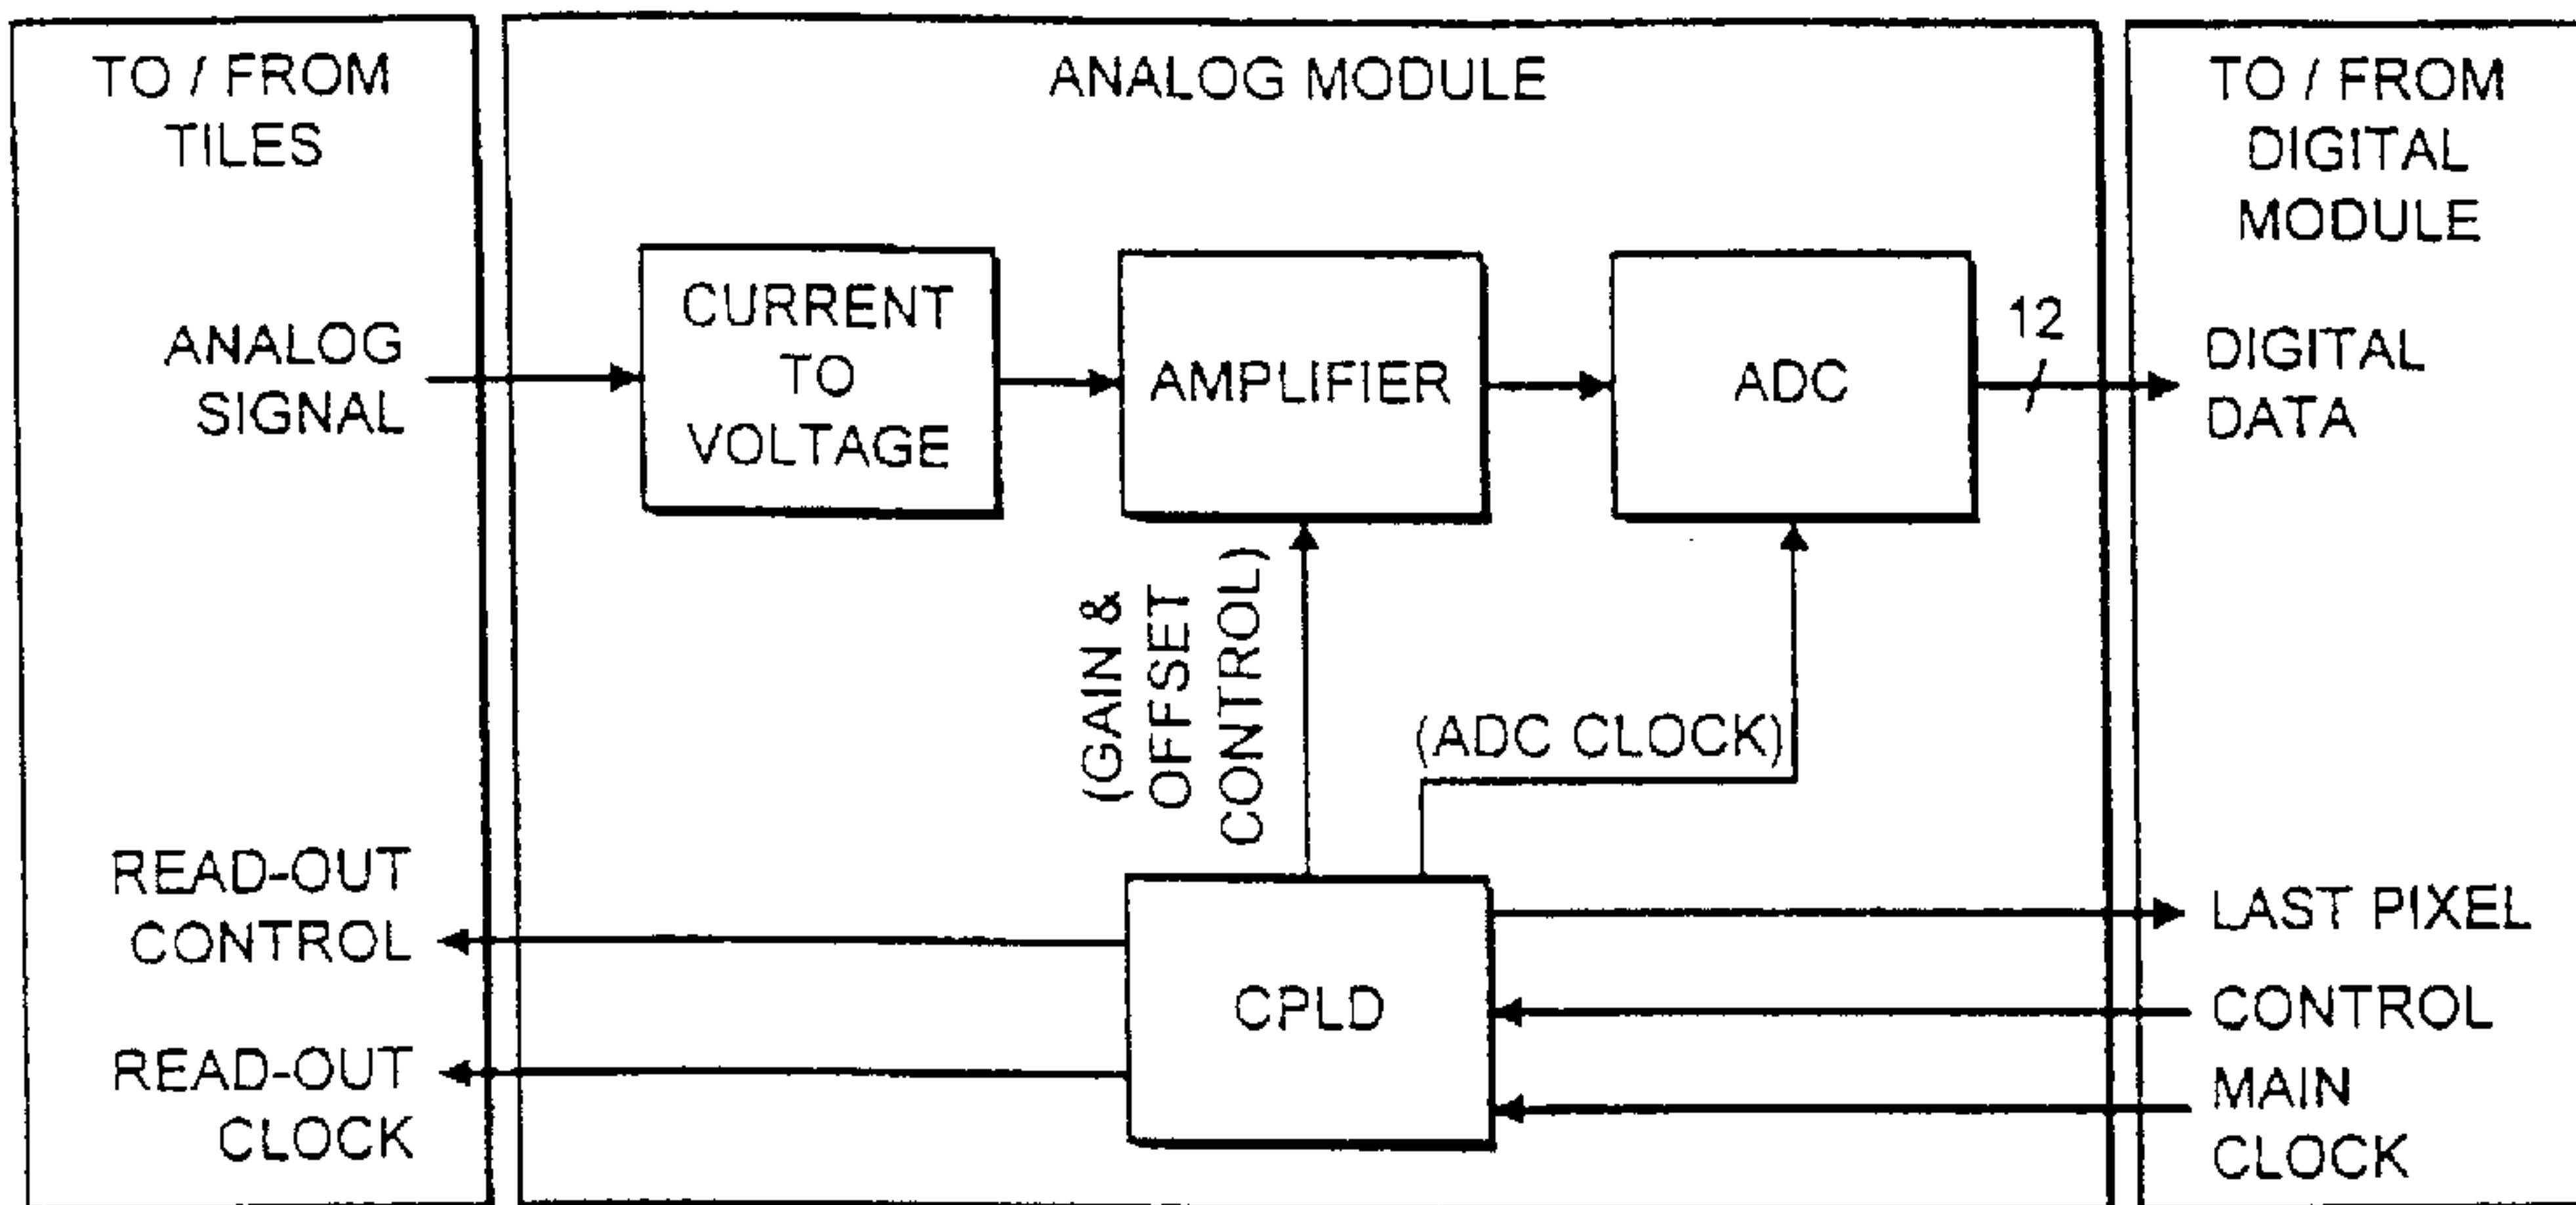 TO / FROM
TILES
ANALOG MODULE
TO / FROM
DIGITAL
MODULE
ANALOG
SIGNAL
CURRENT
TO
VOLTAGE
AMPLIFIER
ADC
12
DIGITAL
DATA
(GAIN &
OFFSET
CONTROL)
(ADC CLOCK)
READ-OUT
CONTROL
READ-OUT
CLOCK
CPLD
LAST PIXEL
CONTROL
MAIN
CLOCK